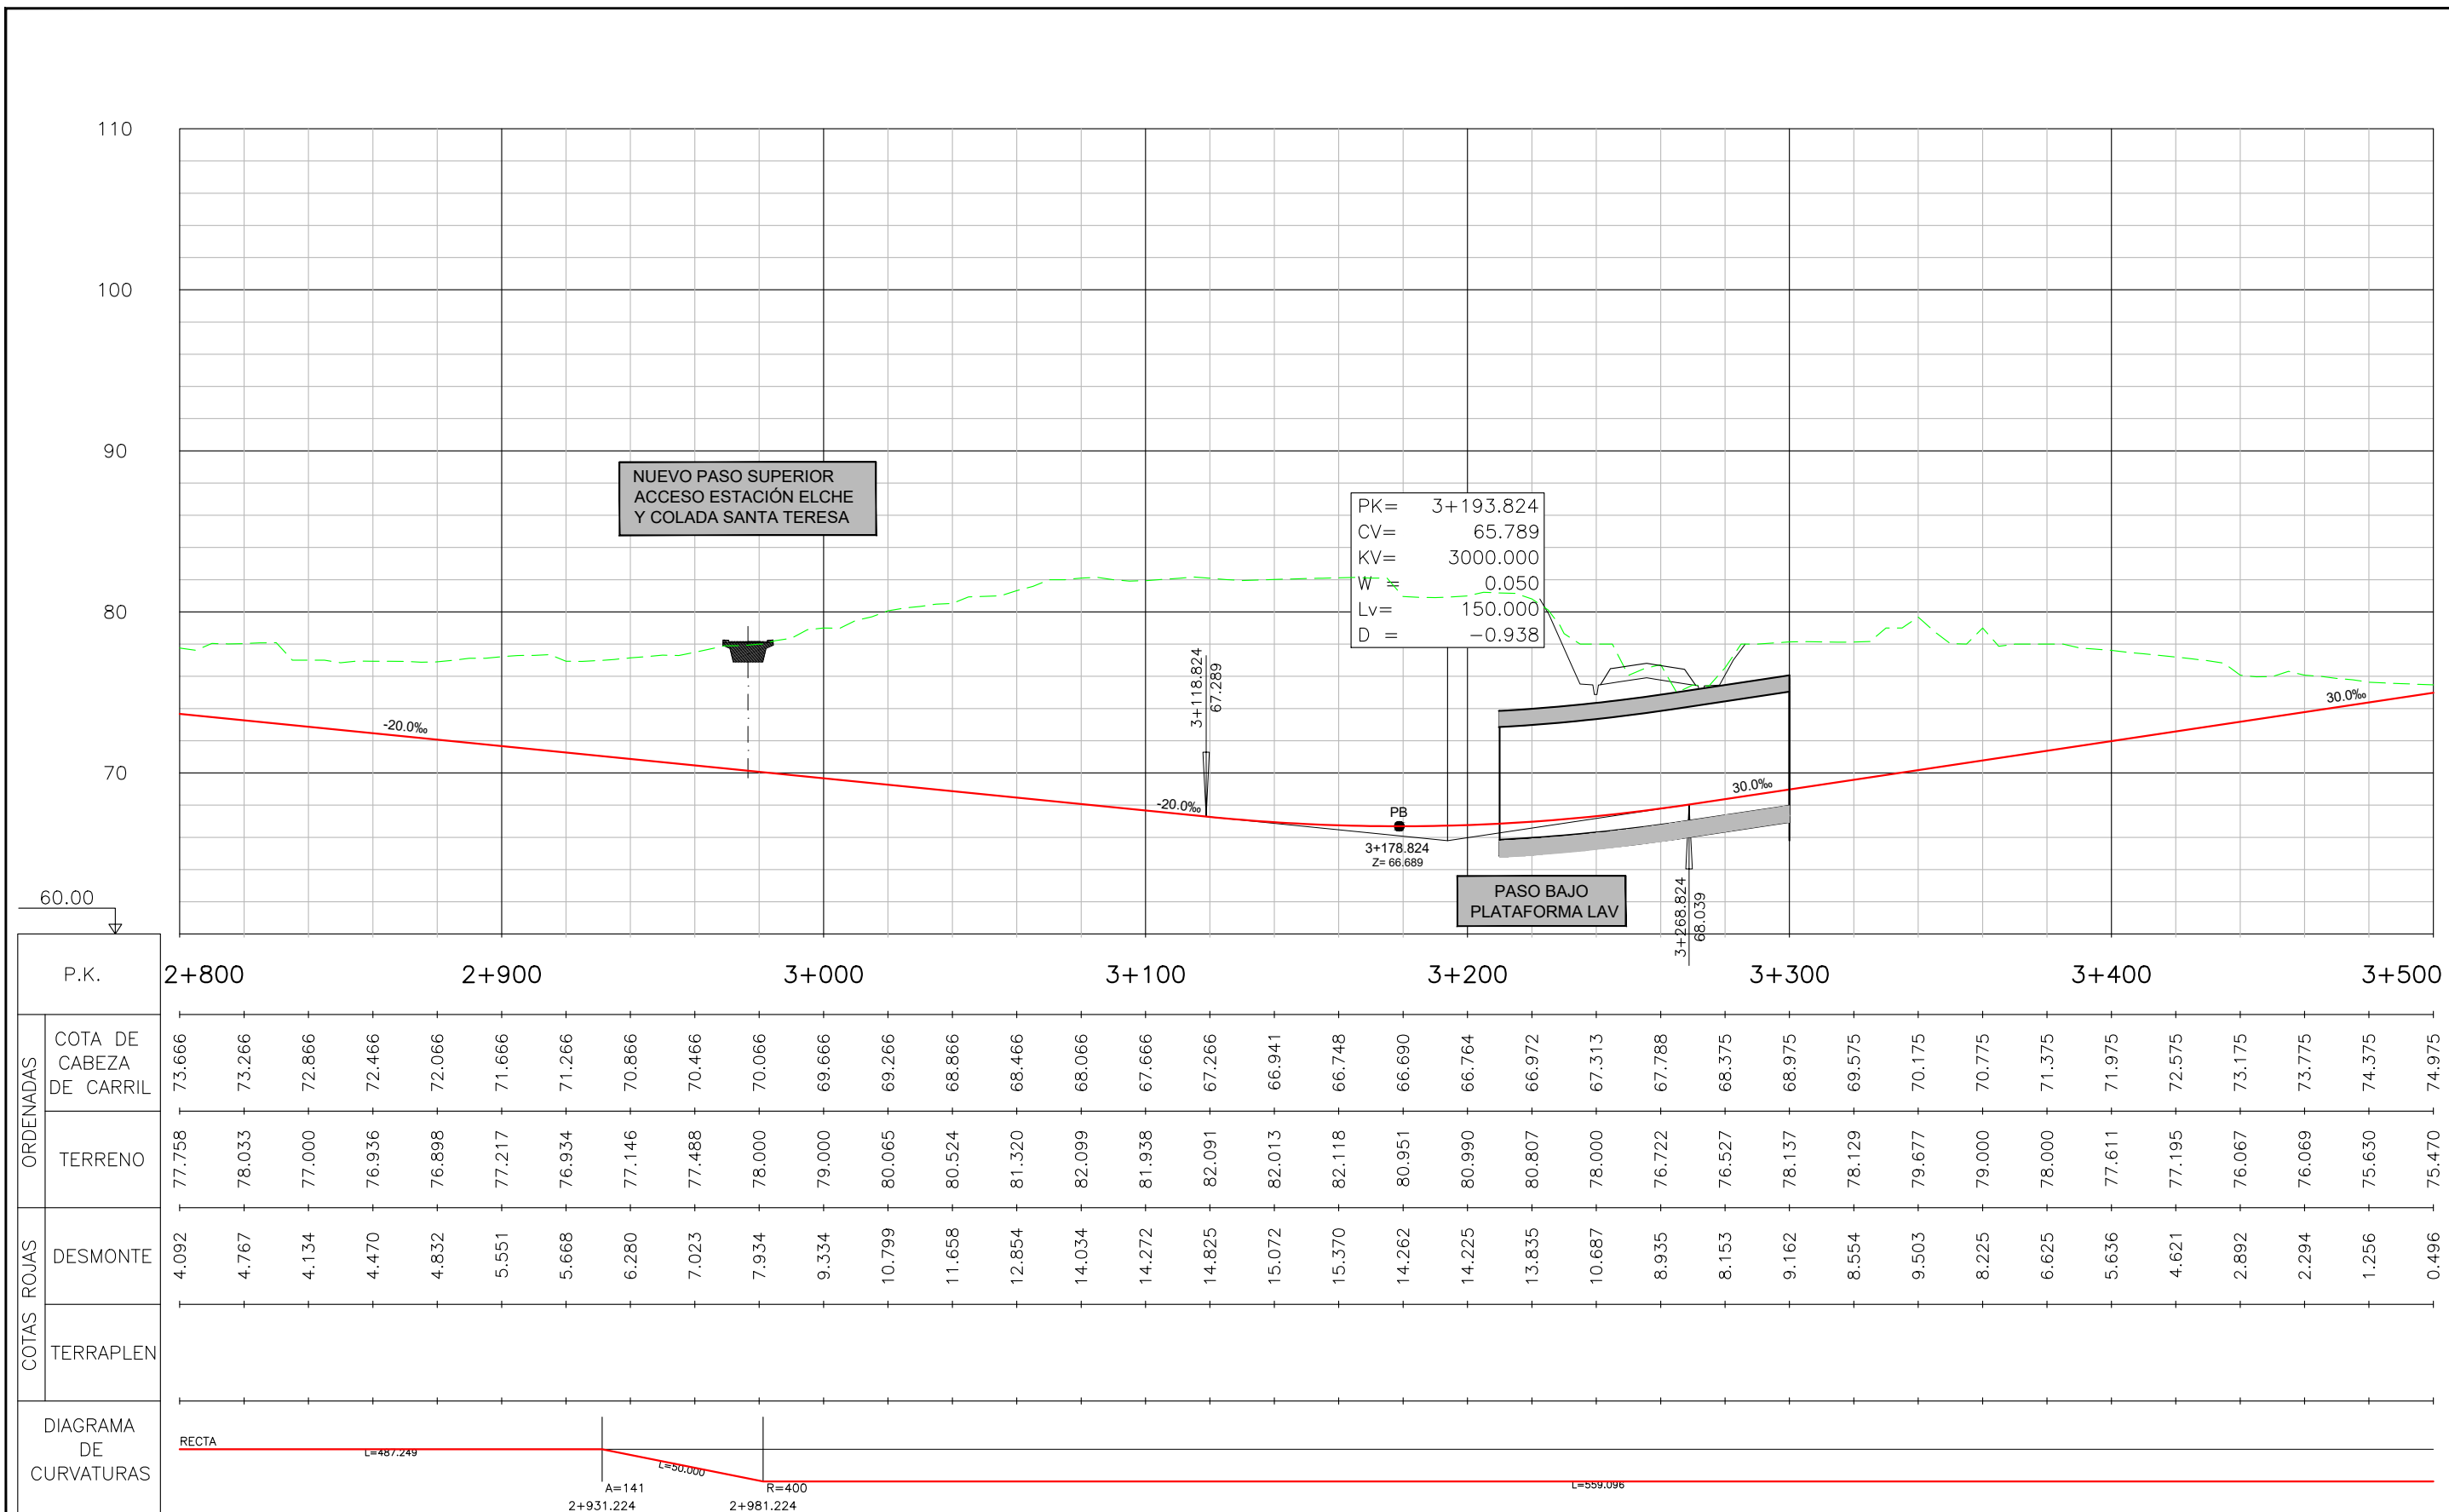 110
100
90
80
70
60.00
NUEVO PASO SUPERIOR
ACCESO ESTACIÓN ELCHE
Y COLADA SANTA TERESA
PK= 3+193.824
CV= 65.789
KV= 3000.000
W = 0.050
Lv= 150.000
D = -0.938
-20.0‰
3+118.824
67.289
-20.0‰
PB
3+178.824
Z= 66.689
30.0‰
30.0‰
PASO BAJO
PLATAFORMA LAV
3+268.824
68.039
P.K. 2+800 2+900 3+000 3+100 3+200 3+300 3+400 3+500
ORDENADAS
COTA DE
CABEZA
DE CARRIL
73.666 73.266 72.866 72.466 72.066 71.666 71.266 70.866 70.466 70.066 69.666 69.266 68.866 68.466 68.066 67.666 67.266 66.941 66.748 66.690 66.764 66.972 67.313 67.788 68.375 68.975 69.575 70.175 70.775 71.375 71.975 72.575 73.175 73.775 74.375 74.975
TERRENO
77.758 78.033 77.000 76.936 76.898 77.217 76.934 77.146 77.488 78.000 79.000 80.065 80.524 81.320 82.099 81.938 82.091 82.013 82.118 80.951 80.990 80.807 78.000 76.722 76.527 78.137 78.129 79.677 79.000 78.000 77.611 77.195 76.067 76.069 75.630 75.470
COTAS ROJAS
DESMONTE
4.092 4.767 4.134 4.470 4.832 5.551 5.668 6.280 7.023 7.934 9.334 10.799 11.658 12.854 14.034 14.272 14.825 15.072 15.370 14.262 14.225 13.835 10.687 8.935 8.153 9.162 8.554 9.503 8.225 6.625 5.636 4.621 2.892 2.294 1.256 0.496
TERRAPLEN
DIAGRAMA
DE
CURVATURAS
RECTA
L=487.249
L=50.000
A=141
2+931.224
R=400
2+981.224
L=559.096